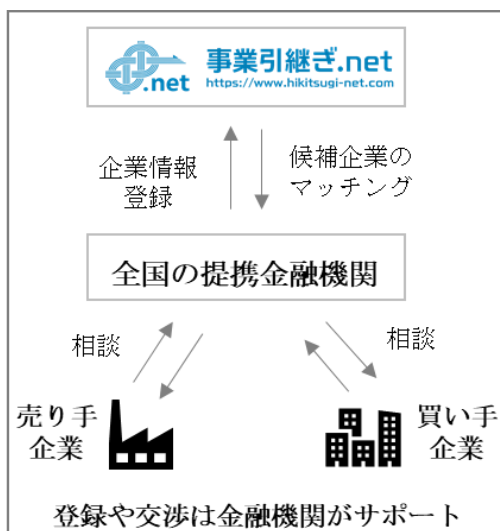 .net
事業引継ぎ.net
https://www.hikitsugi-net.com
企業情報
登録
候補企業の
マッチング
全国の提携金融機関
相談
相談
売り手
企業
買い手
企業
登録や交渉は金融機関がサポート